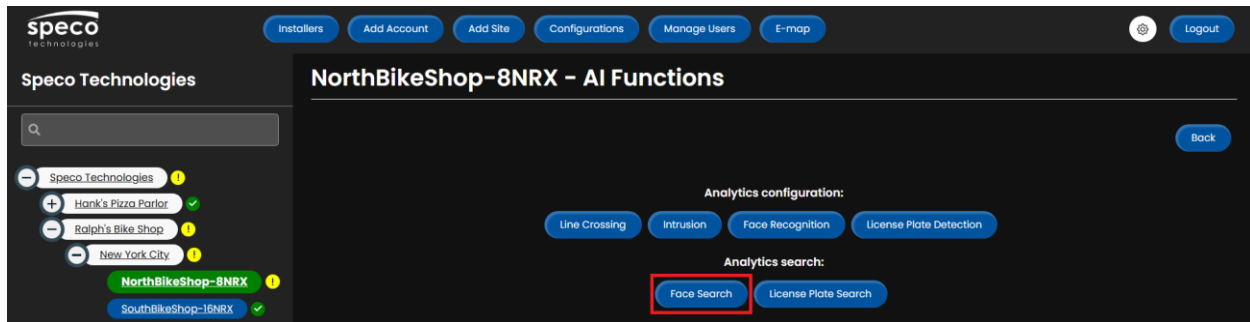 speco
technologies
Installers
Add Account
Add Site
Configurations
Manage Users
E-map
Logout
Speco Technologies
NorthBikeShop-8NRX - AI Functions
Back
Speco Technologies
!
Hank's Pizza Parlor
Ralph's Bike Shop
!
New York City
!
NorthBikeShop-8NRX
!
SouthBikeShop-16NRX
Analytics configuration:
Line Crossing
Intrusion
Face Recognition
License Plate Detection
Analytics search:
Face Search
License Plate Search